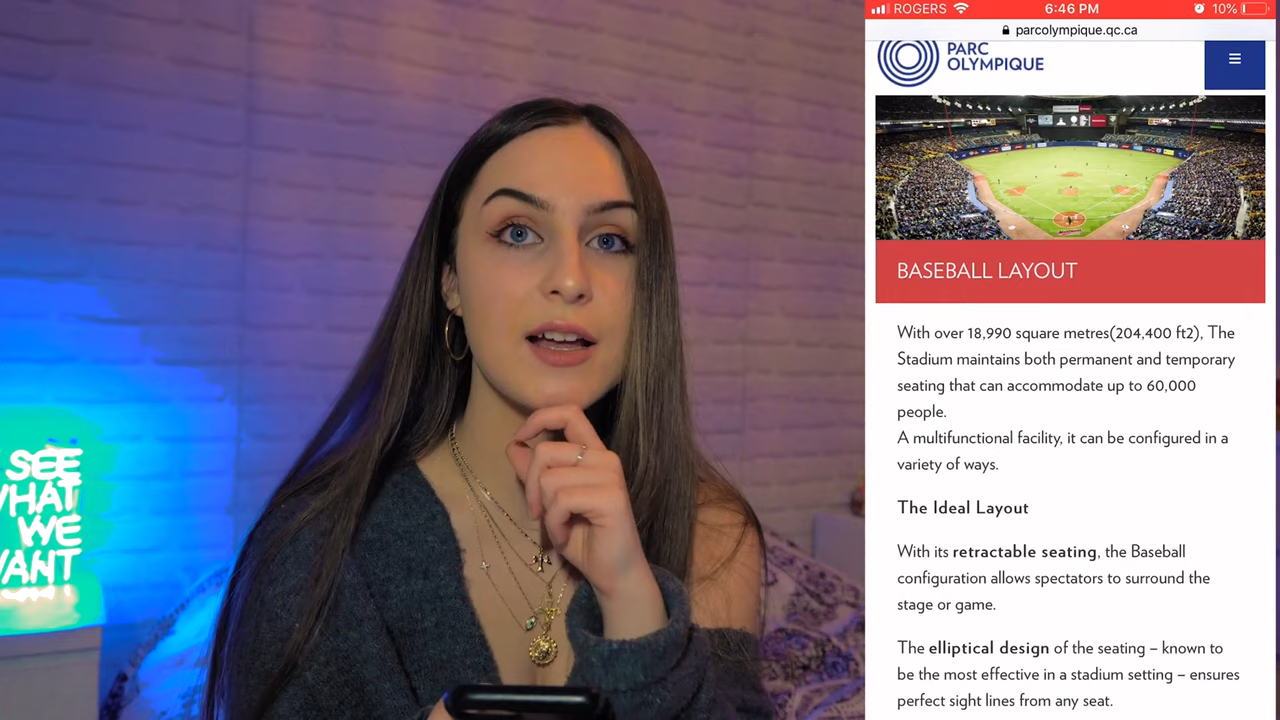 SEE
WHAT
WE
WANT
ROGERS
6:46 PM
10%
parcolympique.qc.ca
PARC
OLYMPIQUE
BASEBALL LAYOUT
With over 18,990 square metres(204,400 ft2), The
Stadium maintains both permanent and temporary
seating that can accommodate up to 60,000
people.
A multifunctional facility, it can be configured in a
variety of ways.
The Ideal Layout
With its retractable seating, the Baseball
configuration allows spectators to surround the
stage or game.
The elliptical design of the seating – known to
be the most effective in a stadium setting – ensures
perfect sight lines from any seat.